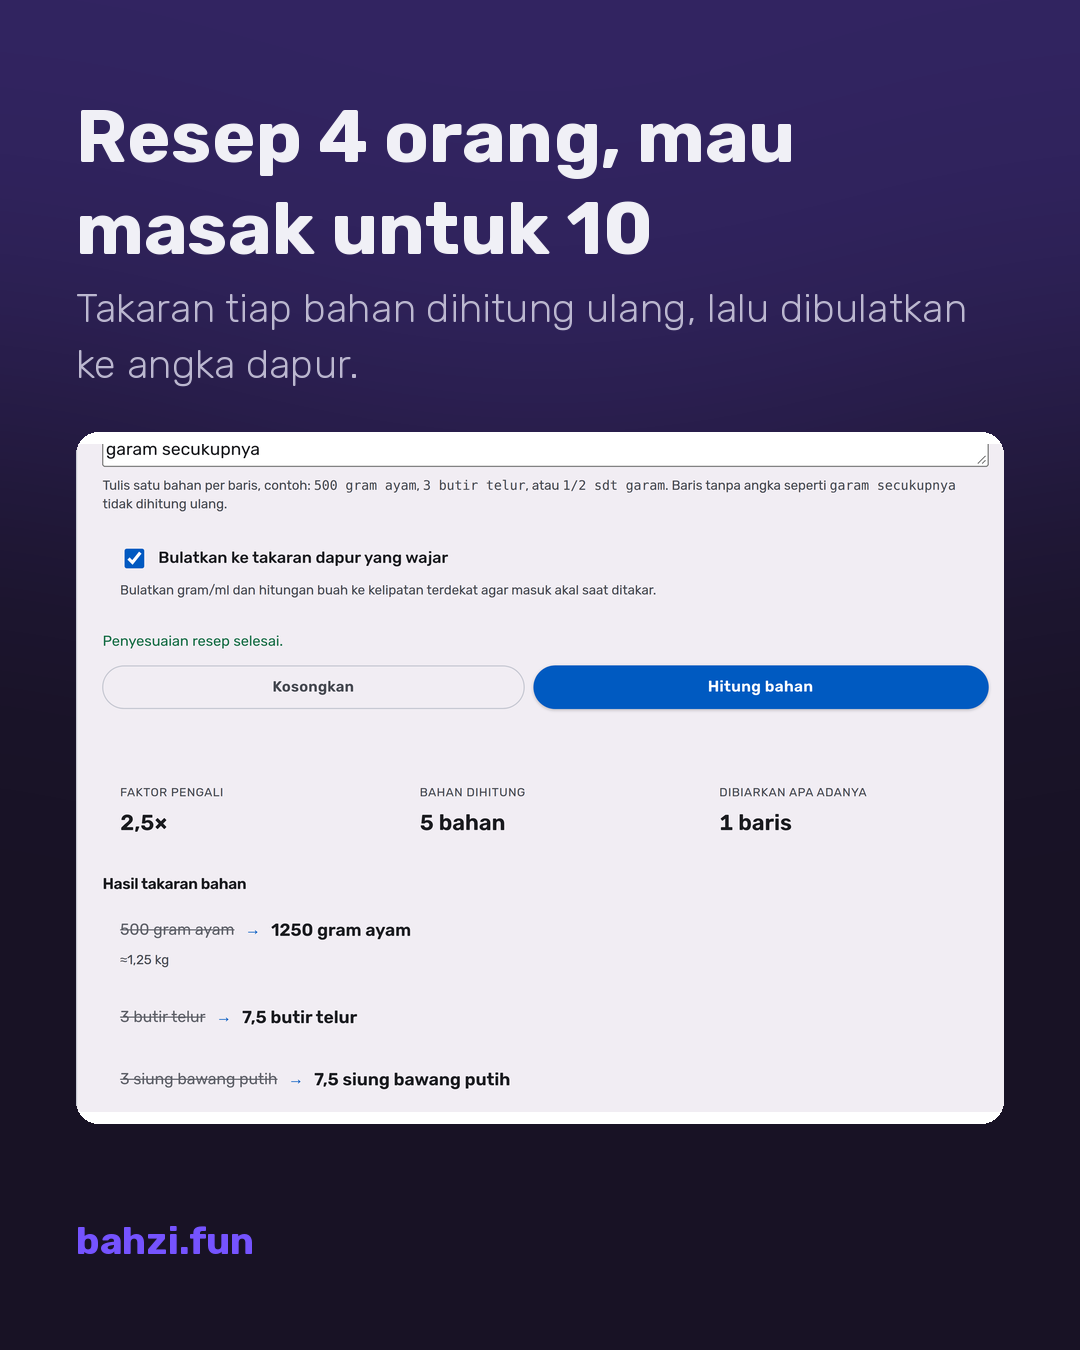 Resep 4 orang, mau
masak untuk 10
Takaran tiap bahan dihitung ulang, lalu dibulatkan
ke angka dapur.
garam secukupnya
Tulis satu bahan per baris, contoh: 500 gram ayam, 3 butir telur, atau 1/2 sdt garam. Baris tanpa angka seperti garam secukupnya
tidak dihitung ulang.
Bulatkan ke takaran dapur yang wajar
Bulatkan gram/ml dan hitungan buah ke kelipatan terdekat agar masuk akal saat ditakar.
Penyesuaian resep selesai.
Kosongkan
Hitung bahan
FAKTOR PENGALI
BAHAN DIHITUNG
DIBIARKAN APA ADANYA
2,5×
5 bahan
1 baris
Hasil takaran bahan
500 gram ayam → 1250 gram ayam
≈1,25 kg
3 butir telur → 7,5 butir telur
3 siung bawang putih → 7,5 siung bawang putih
bahzi.fun